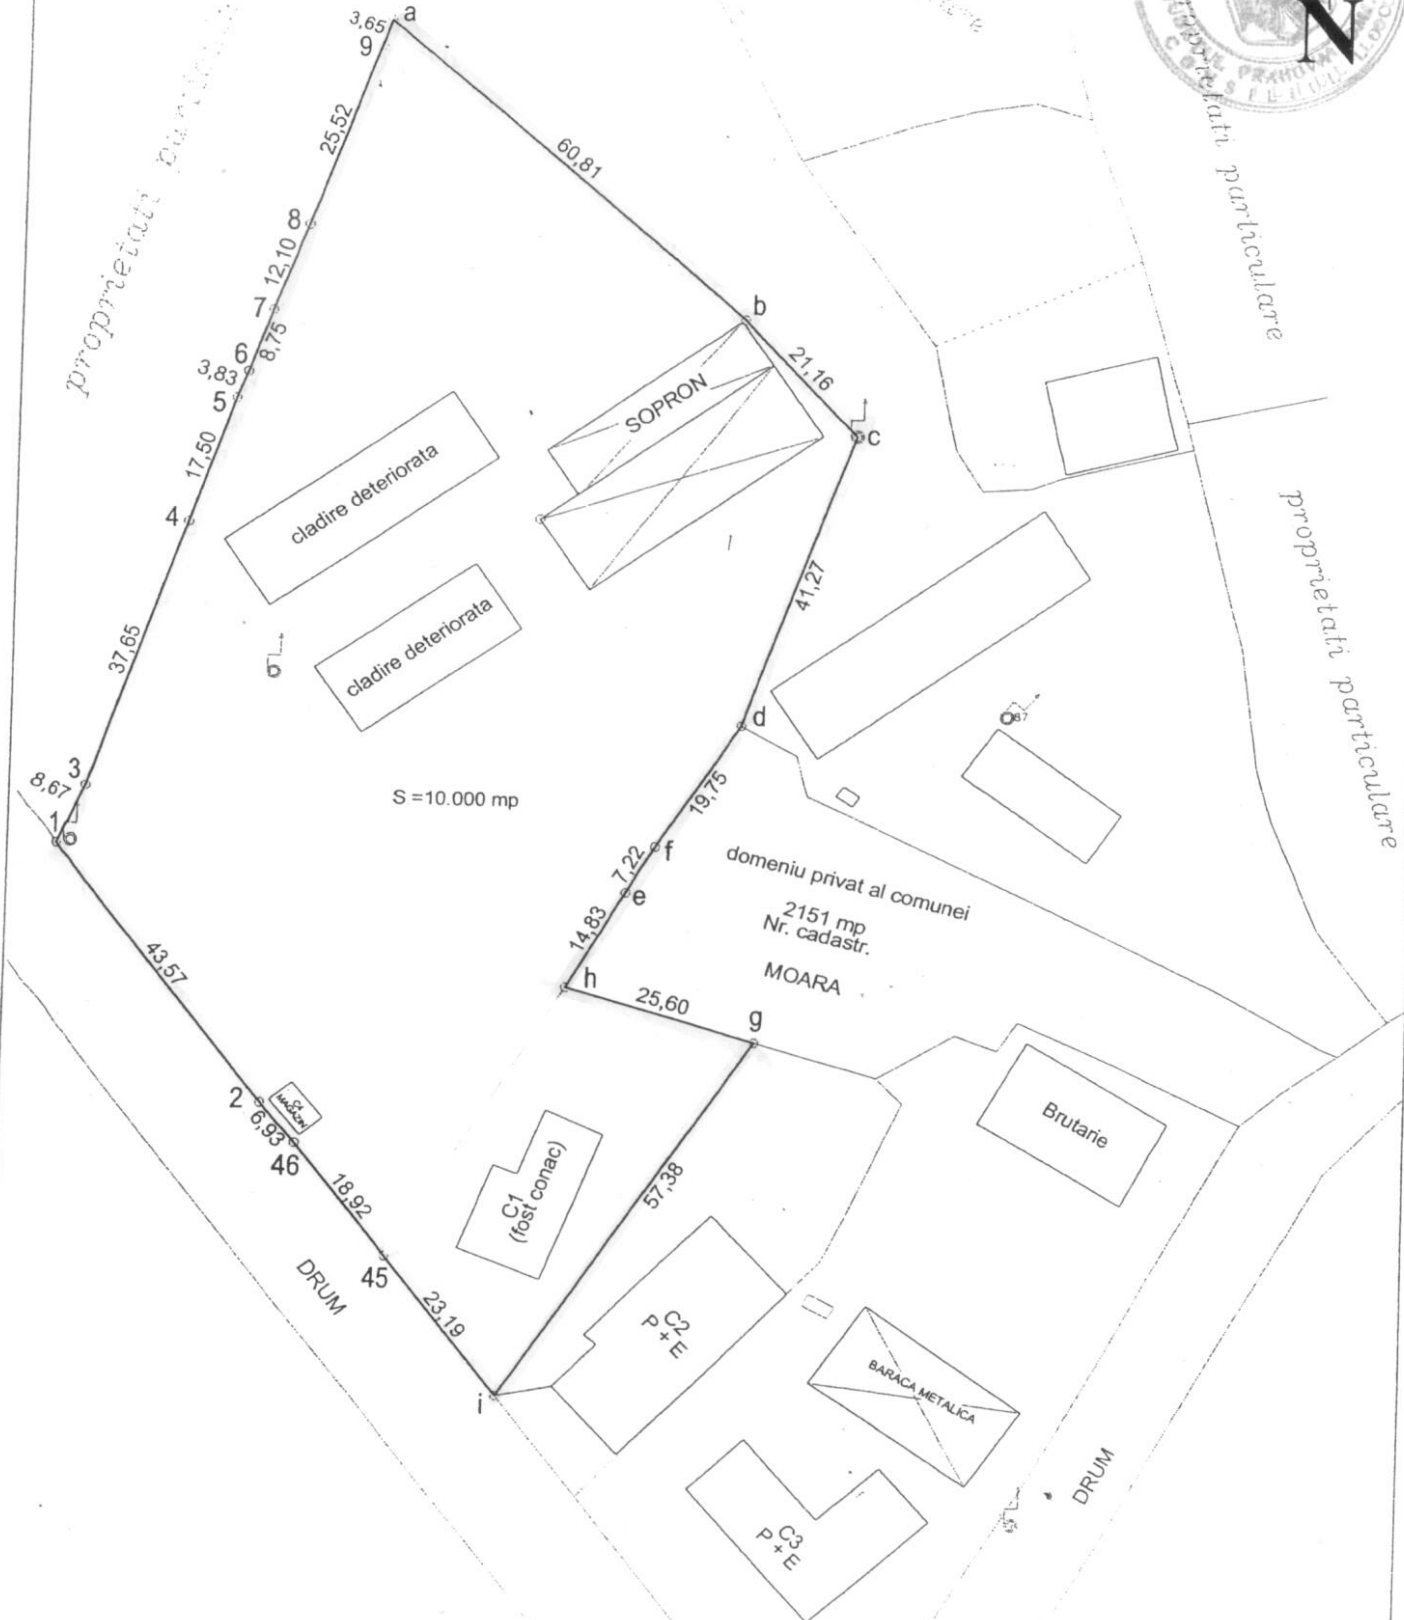 a
3,65
9
25,52
60,81
8
12,10
7
8,75
6
3,83
5
17,50
4
37,65
3
8,67
1
b
21,16
c
SOPRON
cladire deteriorata
cladire deteriorata
41,27
d
19,75
f
7,22
e
14,83
h
25,60
g
S =10.000 mp
domeniu privat al comunei
2151 mp
Nr. cadastr.
MOARA
43,57
2
C4
MAGAZIN
6,93
46
18,92
45
23,19
i
57,38
C1
(fost conac)
C2
P + E
C3
P + E
Brutarie
BARACA METALICA
DRUM
DRUM
proprietati
proprietati particulare
proprietati particulare
N
87